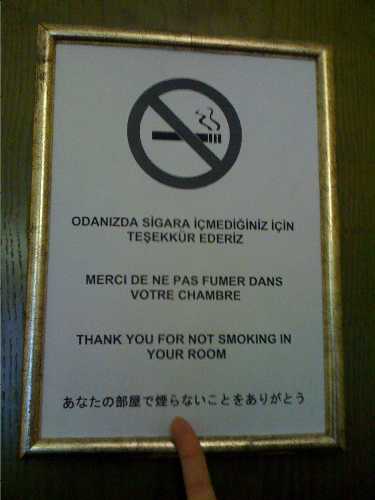 ODANIZDA SİGARA İÇMEDİĞİNİZ İÇİN
TEŞEKKÜR EDERİZ
MERCI DE NE PAS FUMER DANS
VOTRE CHAMBRE
THANK YOU FOR NOT SMOKING IN
YOUR ROOM
あなたの部屋で煙らないことをありがとう